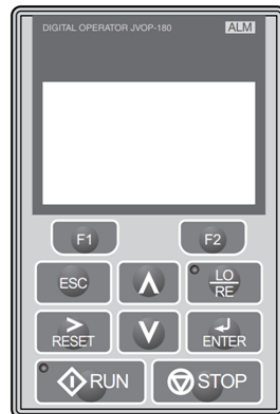 DIGITAL OPERATOR JVOP-180 ALM
F1 F2
ESC LO
RE
> RESET ENTER
RUN STOP